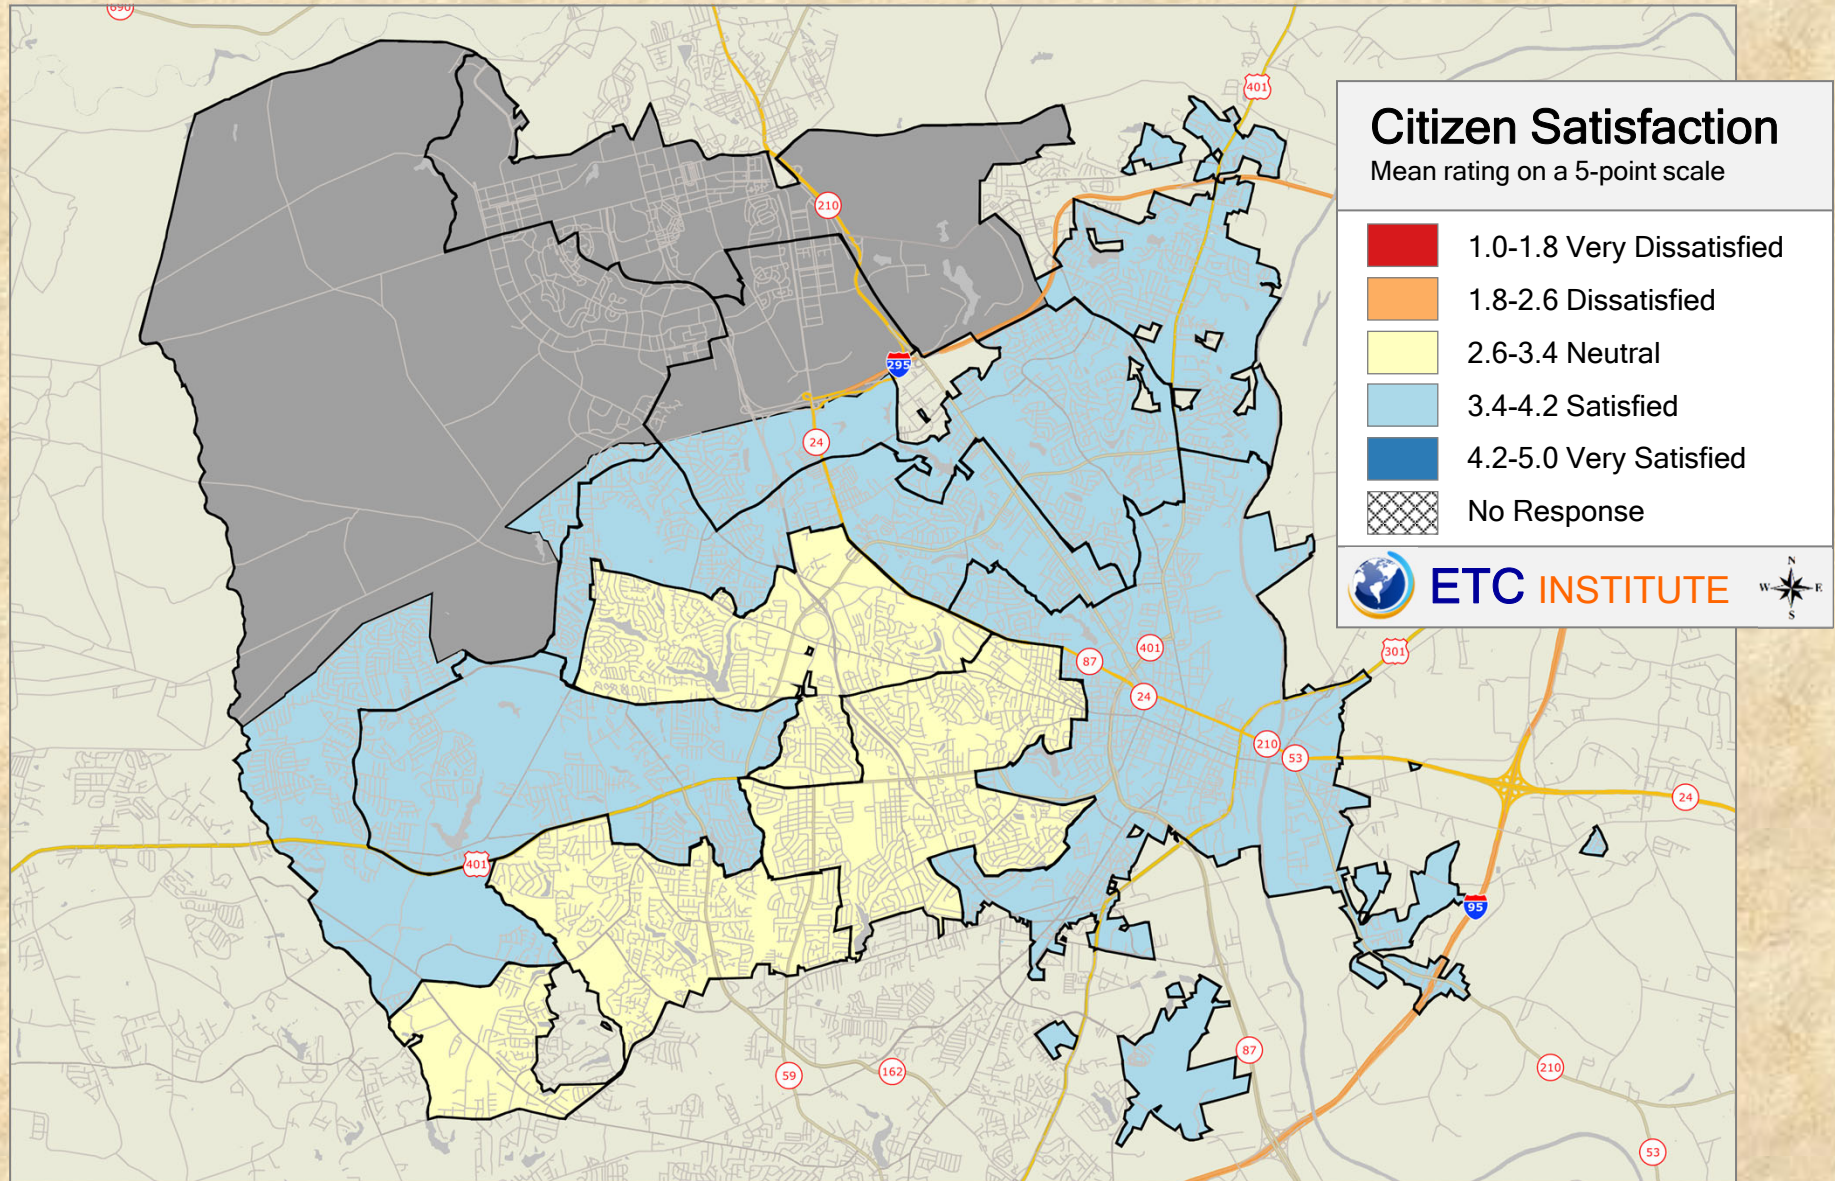 690
401
Citizen Satisfaction
Mean rating on a 5-point scale
210
1.0-1.8 Very Dissatisfied
1.8-2.6 Dissatisfied
2.6-3.4 Neutral
295
3.4-4.2 Satisfied
24
4.2-5.0 Very Satisfied
No Response
N
W E
S
ETC INSTITUTE
401
301
87
24
210
53
24
401
95
87
59
162
210
53